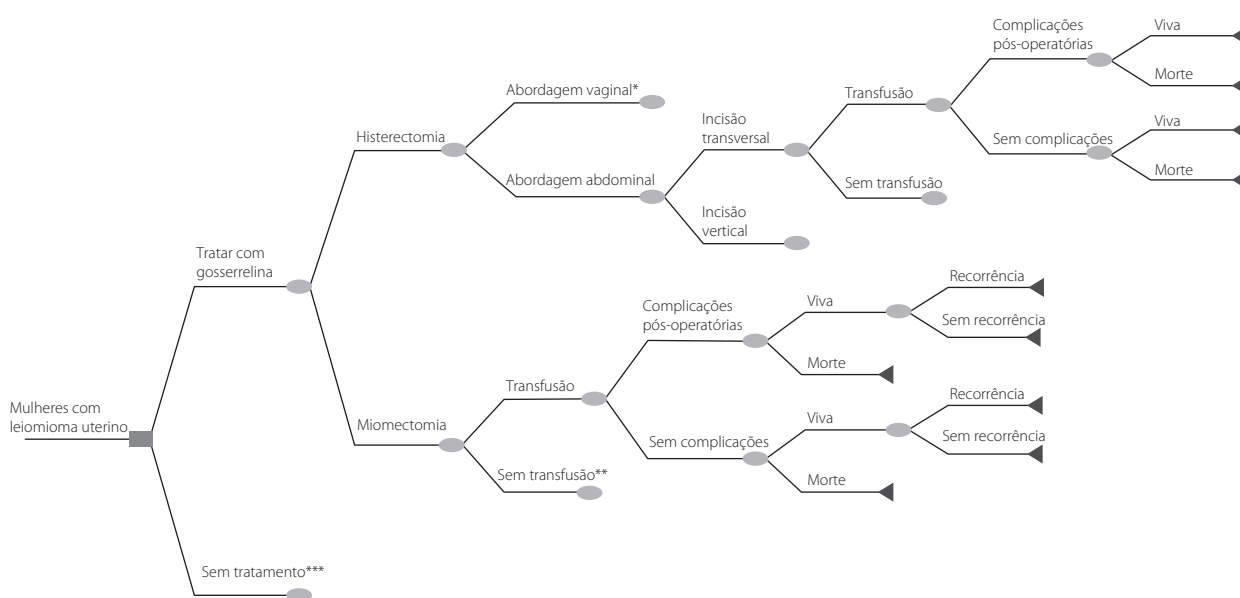 Complicações
pós-operatórias
Viva
Morte
Abordagem vaginal*
Transfusão
Incisão
transversal
Viva
Histerectomia
Sem complicações
Morte
Abordagem abdominal
Sem transfusão
Incisão
vertical
Tratar com
gosserrelina
Recorrência
Complicações
pós-operatórias
Viva
Sem recorrência
Morte
Transfusão
Recorrência
Mulheres com
leiomioma uterino
Miomectomia
Viva
Sem complicações
Sem recorrência
Sem transfusão**
Morte
Sem tratamento***